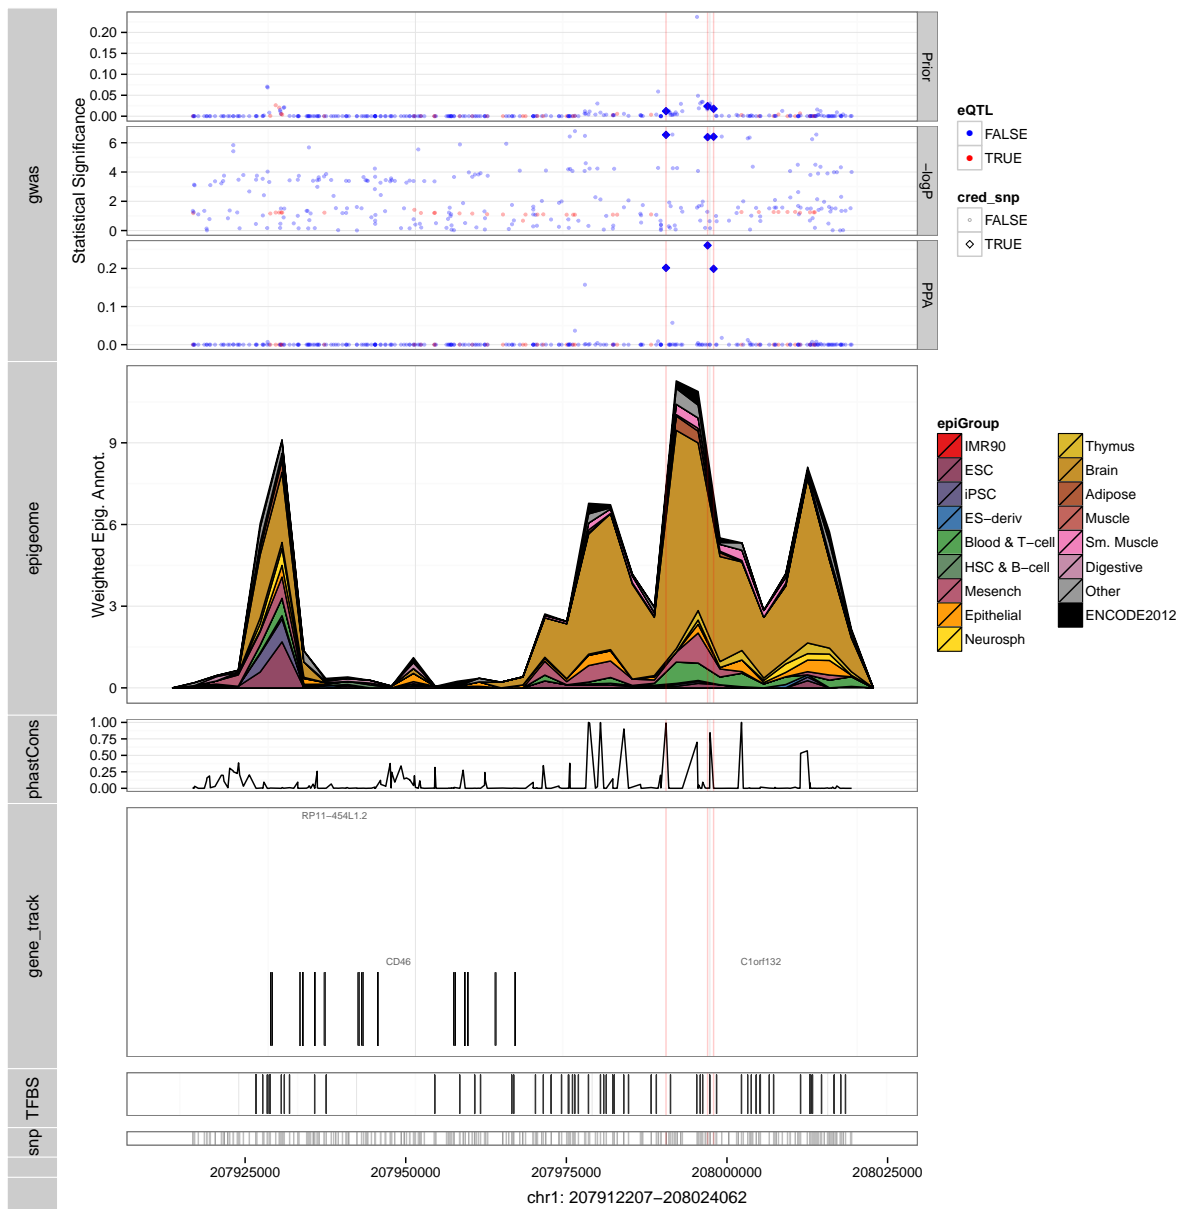 gwas
Statistical Significance
0.20
0.15
0.10
0.05
0.00
Prior
6
4
2
0
-logP
0.2
0.1
0.0
PPA
eQTL
FALSE
TRUE
cred_snp
FALSE
TRUE
epigeome
Weighted Epig. Annot.
9
6
3
0
epiGroup
IMR90
ESC
iPSC
ES-deriv
Blood & T-cell
HSC & B-cell
Mesench
Epithelial
Neurosph
Thymus
Brain
Adipose
Muscle
Sm. Muscle
Digestive
Other
ENCODE2012
phastCons
1.00
0.75
0.50
0.25
0.00
gene_track
RP11-454L1.2
CD46
C1orf132
TFBS
snp
207925000
207950000
207975000
208000000
208025000
chr1: 207912207-208024062